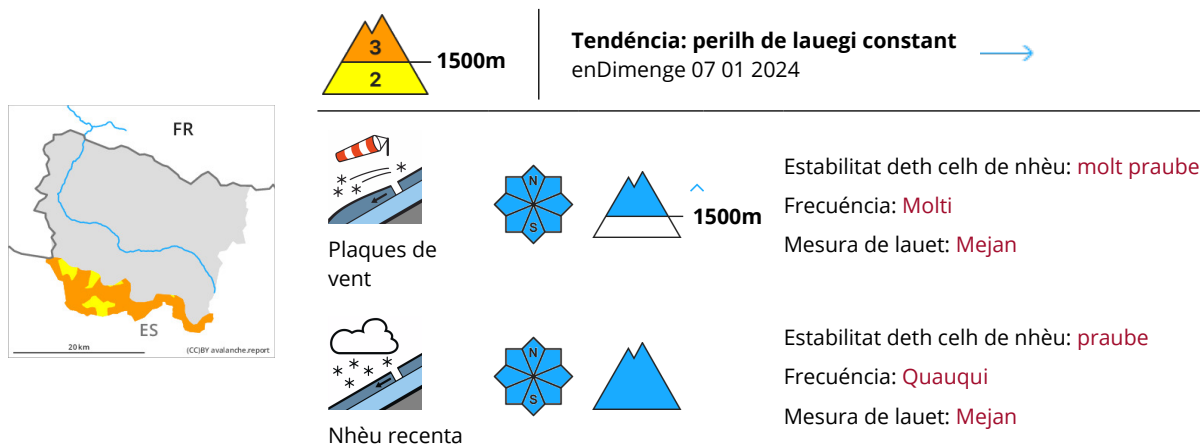 3
2
1500m
Tendéncia: perilh de lauegi constant
enDimenge 07 01 2024
FR
ES
20 km
(CC)BY avalanche.report
N
S
1500m
Plaques de
vent
Estabilitat deth celh de nhèu: molt praube
Frecuéncia: Molti
Mesura de lauet: Mejan
N
S
Nhèu recenta
Estabilitat deth celh de nhèu: praube
Frecuéncia: Quauqui
Mesura de lauet: Mejan